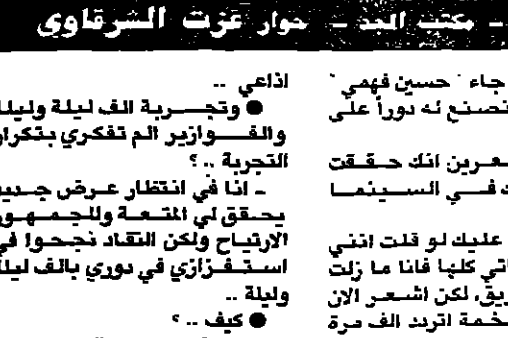 – مكتب المجد – حوار عزت الشرقاوي
جاء " حسين فهمي "
تصنع له دوراً على
عرين انك حققت
في السينما
عليك لو قلت انني
اتي كلها فانا ما زلت
ريق، لكن اشعر الان
خمة اتردد الف مرة
اذاعي ..
● وتجربة الف ليلة وليلة
والفوازير الم تفكري بتكرار
التجربة .. ؟
ـ انا في انتظار عرض جديد
يحقق لي المتعة وللجمهور
الارتياح ولكن النقاد نجحوا في
استفزازي في دوري بالف ليلة
وليلة ..
● كيف .. ؟